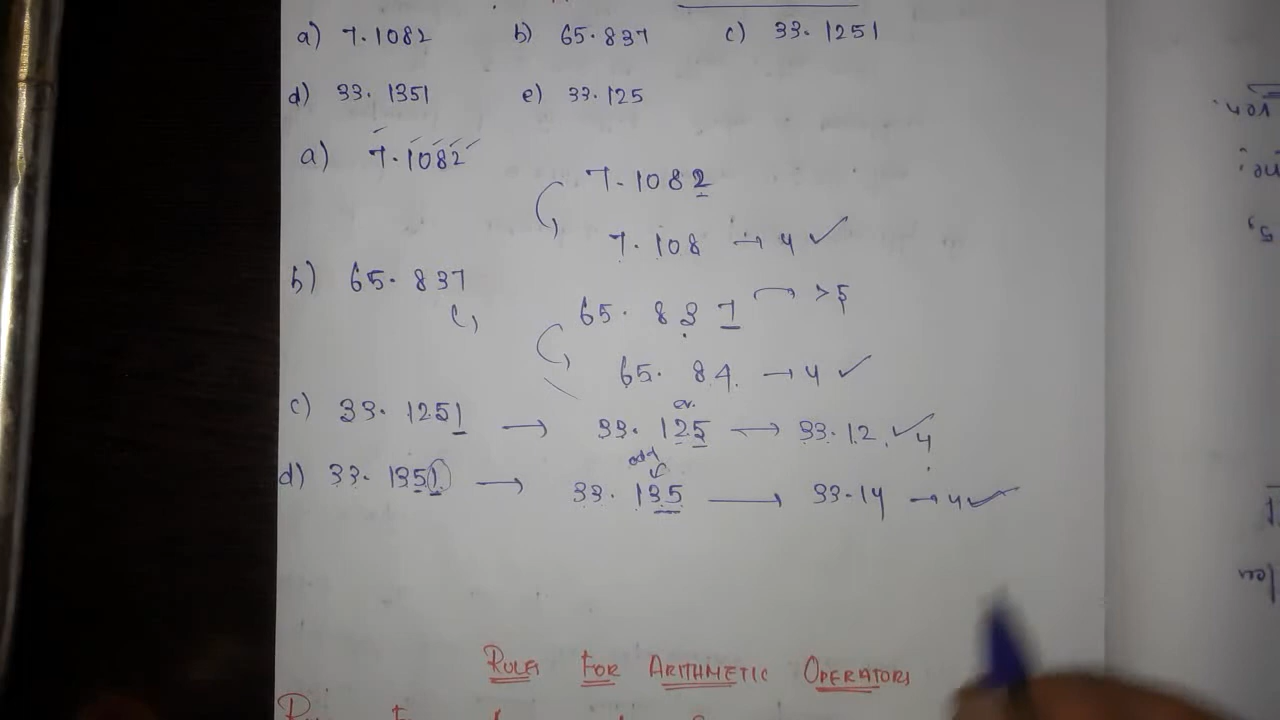 a) 7.1082 b) 65.837 c) 33.1251
d) 33.1351 e) 33.125
a) 7.1082
7.1082
7.108 → 4 ✓
b) 65.837
65.837 → >5
65.84 → 4 ✓
ev.
c) 33.1251 → 33.125 → 33.12 ✓ 4
odd
d) 33.1351 → 33.135 → 33.14 → 4 ✓
RULES FOR ARITHMETIC OPERATORS